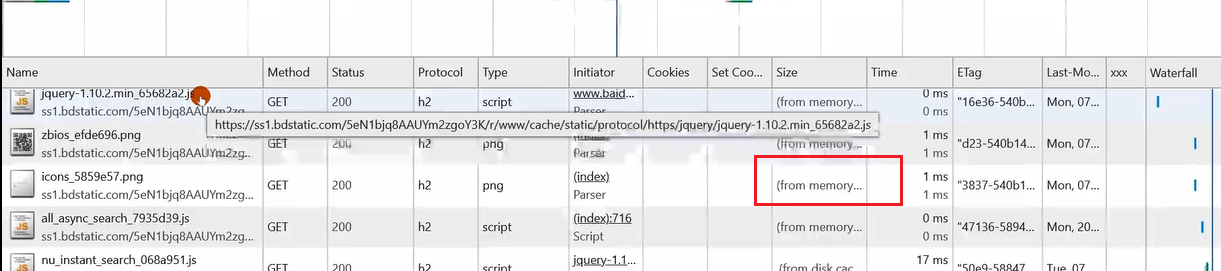 Name Method Status Protocol Type Initiator Cookies Set Coo... Size Time ETag Last-Mo... xxx Waterfall
jquery-1.10.2.min_65682a2.js GET 200 h2 script www.baid... (from memory... 0 ms "16e36-540b... Mon, 07...
ss1.bdstatic.com/5eN1bjq8AAUYm2zg... Parser 0 ms
https://ss1.bdstatic.com/5eN1bjq8AAUYm2zgoY3K/r/www/cache/static/protocol/https/jquery/jquery-1.10.2.min_65682a2.js
zbios_efde696.png GET 200 h2 png (index) (from memory... 1 ms "d23-540b14... Mon, 07...
ss1.bdstatic.com/5eN1bjq8AAUYm2zg... Parser 1 ms
icons_5859e57.png GET 200 h2 png (index) (from memory... 1 ms "3837-540b1... Mon, 07...
ss1.bdstatic.com/5eN1bjq8AAUYm2zg... Parser 1 ms
all_async_search_7935d39.js GET 200 h2 script (index):716 (from memory... 0 ms "47136-5894... Mon, 20...
ss1.bdstatic.com/5eN1bjq8AAUYm2zg... Script 0 ms
nu_instant_search_068a951.js GET 200 h2 script jquery-1.1... (from disk cac... 17 ms "50e9-58847... Tue, 07...